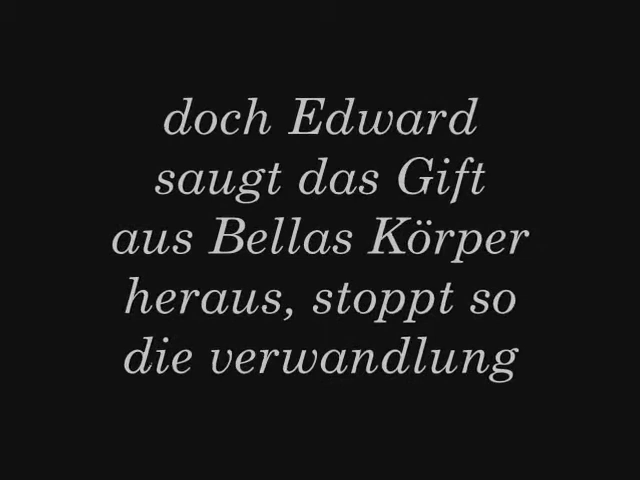 doch Edward
saugt das Gift
aus Bellas Körper
heraus, stoppt so
die verwandlung